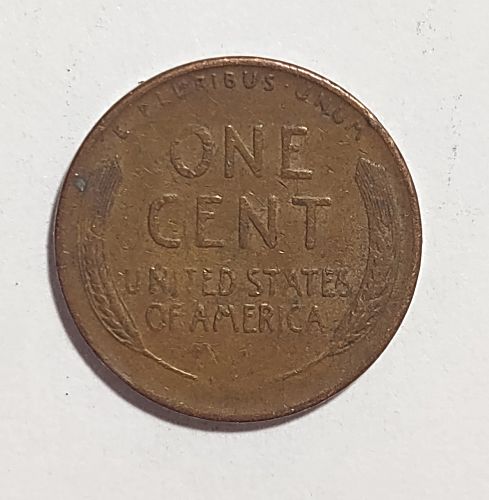 E · PLURIBUS · UNUM
ONE
CENT
UNITED STATES
OF AMERICA